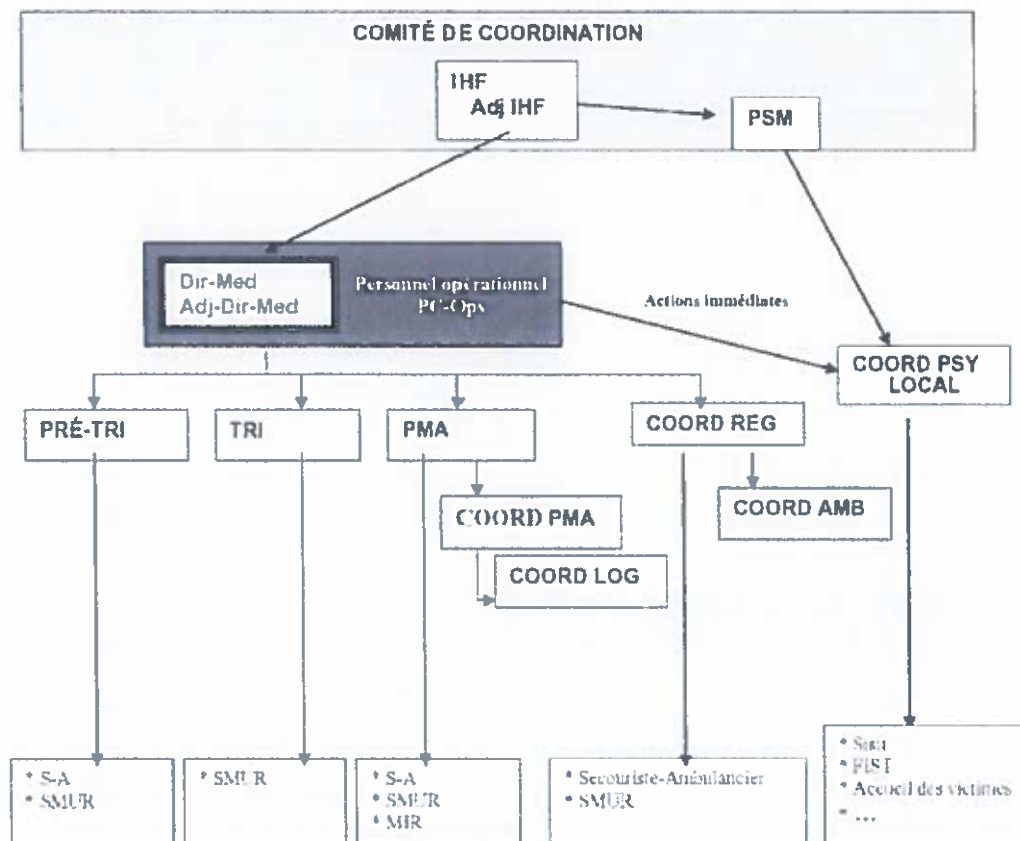 COMITÉ DE COORDINATION
IHF
Adj IHF
PSM
Dir-Med
Adj-Dir-Med
Personnel opérationnel
PC-Ops
Actions immédiates
COORD PSY
LOCAL
PRÉ-TRI
TRI
PMA
COORD REG
COORD PMA
COORD AMB
COORD LOG
* S-A
* SMUR
* SMUR
* S-A
* SMUR
* MIR
* Secouriste-Ambulancier
* SMUR
*
* FIST
* Accueil des victimes
* ...